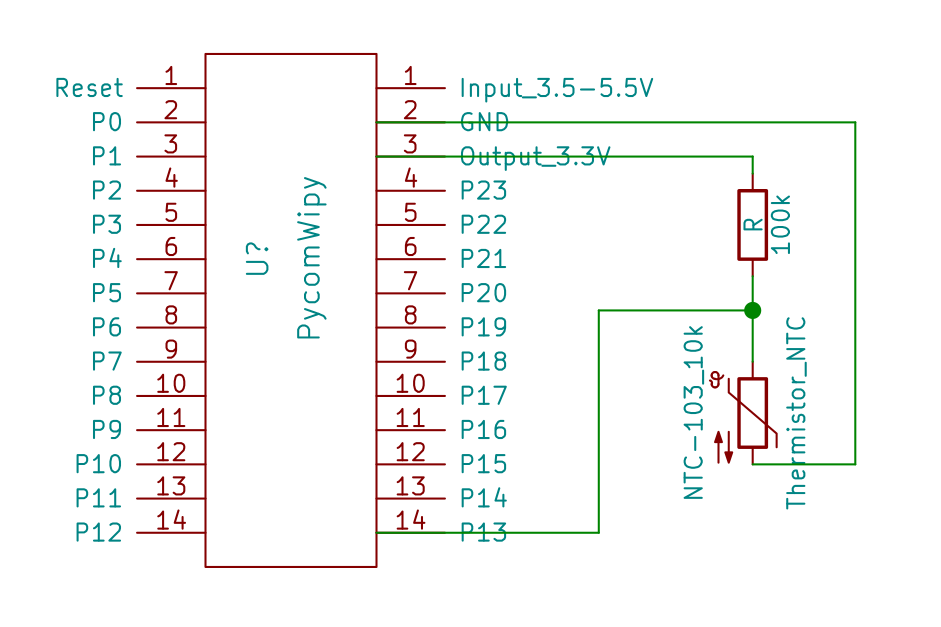 Reset 1 1 Input_3.5-5.5V
P0 2 2 GND
P1 3 3 Output_3.3V
P2 4 4 P23
P3 5 5 P22
P4 6 6 P21
P5 7 7 P20
P6 8 8 P19
P7 9 9 P18
P8 10 10 P17
P9 11 11 P16
P10 12 12 P15
P11 13 13 P14
P12 14 14 P13
U?
PycomWipy
R
100k
NTC-103_10k
ϑ
Thermistor_NTC